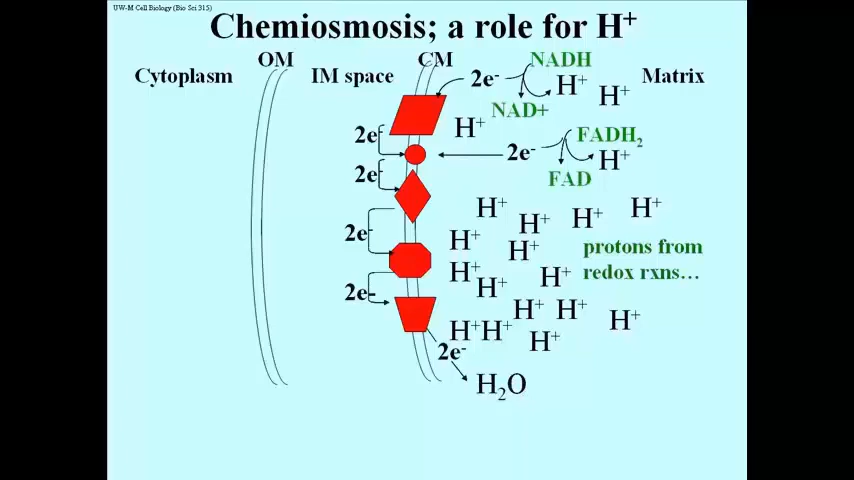 UW-M Cell Biology (Bio Sci 315)
Chemiosmosis; a role for H⁺
Cytoplasm
OM
IM space
CM
2e⁻
NADH
H⁺
H⁺
Matrix
NAD+
H⁺
2e⁻
FADH₂
2e⁻
H⁺
2e⁻
FAD
H⁺
H⁺
H⁺
H⁺
2e⁻
H⁺
H⁺
protons from
redox rxns...
H⁺
H⁺
H⁺
2e-
H⁺
H⁺
H⁺
H⁺H⁺
H⁺
2e⁻
H₂O